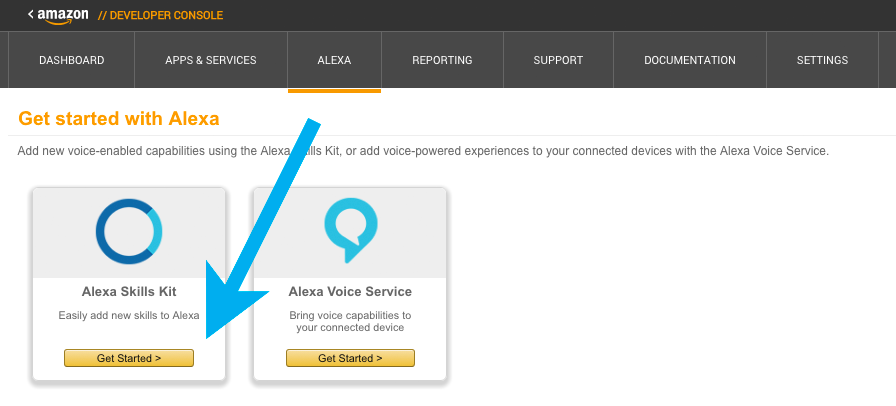 < amazon // DEVELOPER CONSOLE
DASHBOARD APPS & SERVICES ALEXA REPORTING SUPPORT DOCUMENTATION SETTINGS
Get started with Alexa
Add new voice-enabled capabilities using the Alexa Skills Kit, or add voice-powered experiences to your connected devices with the Alexa Voice Service.
Alexa Skills Kit
Easily add new skills to Alexa
Get Started >
Alexa Voice Service
Bring voice capabilities to
your connected device
Get Started >